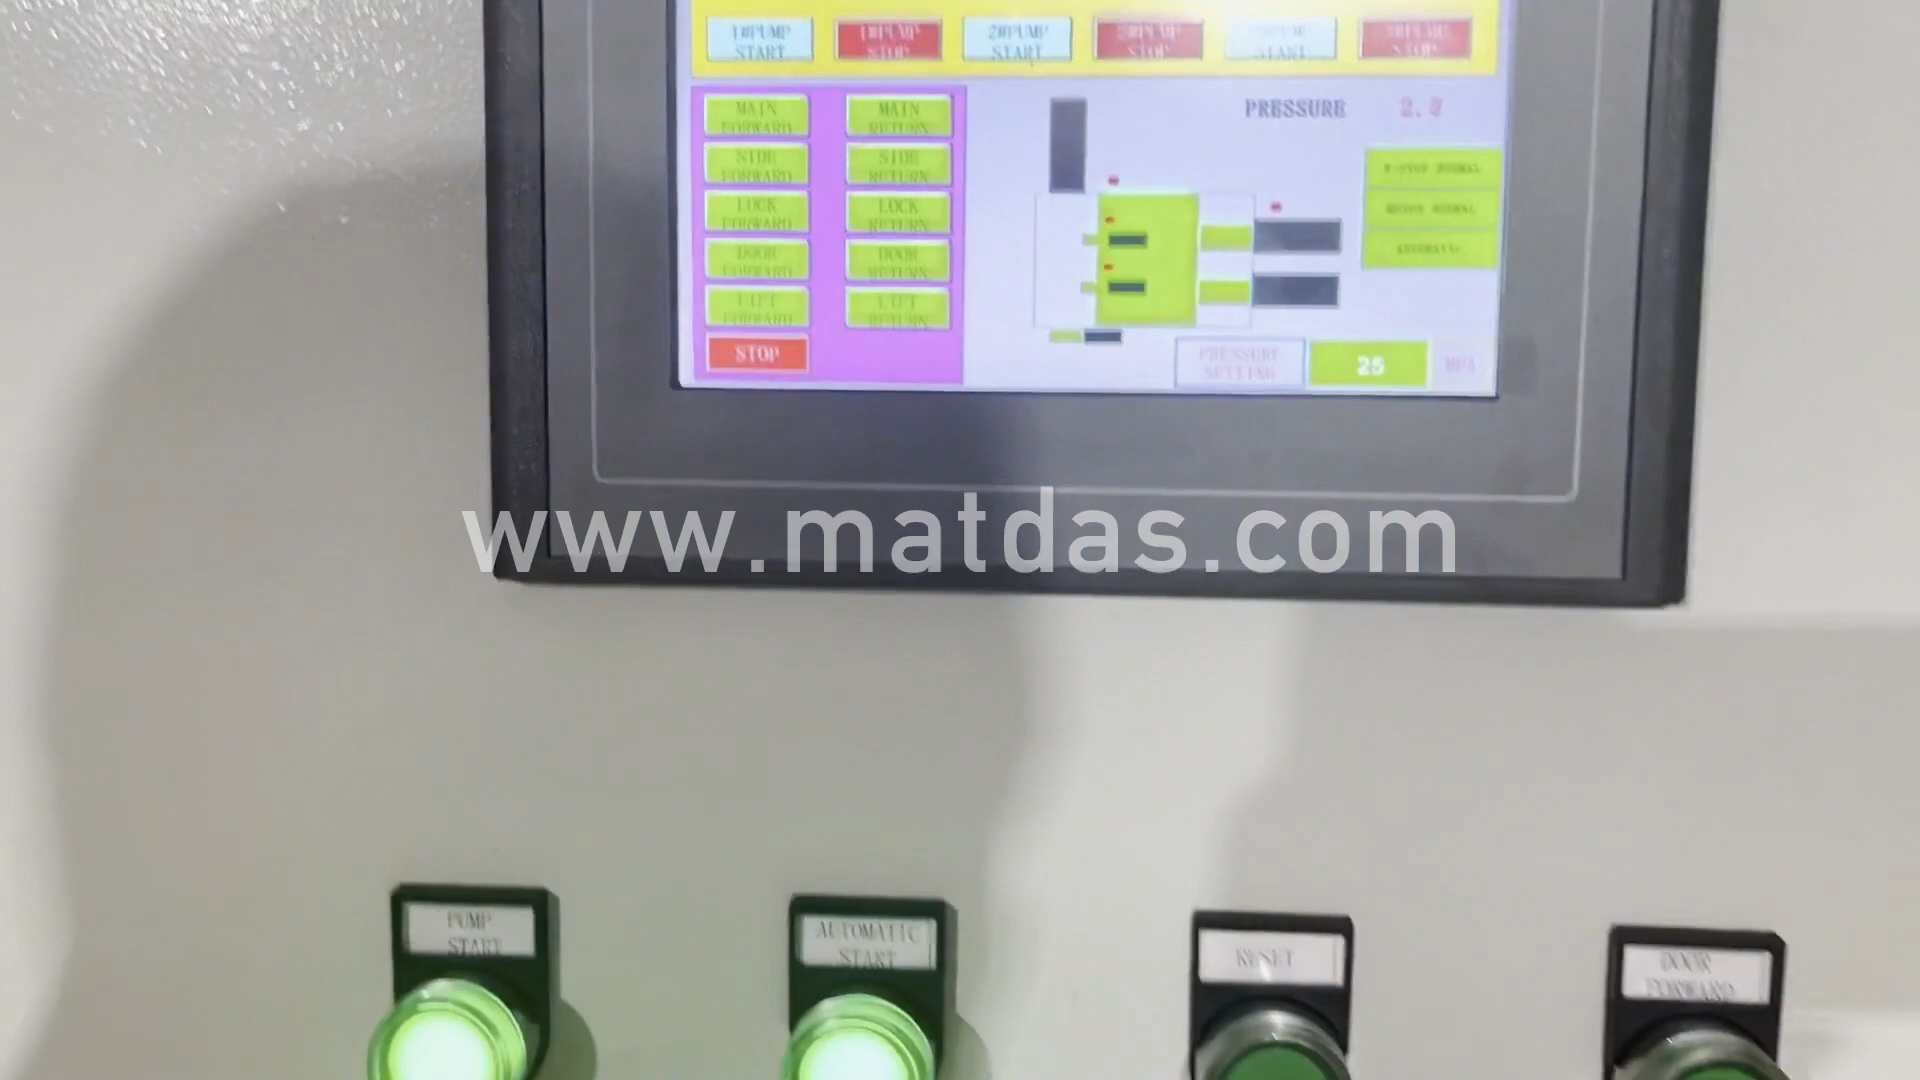 1#PUMP 1#PUMP 2#PUMP 2#PUMP 3#PUMP 3#PUMP
START STOP START STOP START STOP
MAIN MAIN
FORWARD RETURN
SIDE SIDE
FORWARD RETURN
LOCK LOCK
FORWARD RETURN
DOOR DOOR
FORWARD RETURN
LIFT LIFT
FORWARD RETURN
STOP
PRESSURE
E-STOP NORMAL
MOTOR NORMAL
AUTOMATIC
PRESSURE
SETTING
25 MPA
www.matdas.com
PUMP
START
AUTOMATIC
START
RESET
DOOR
FORWARD